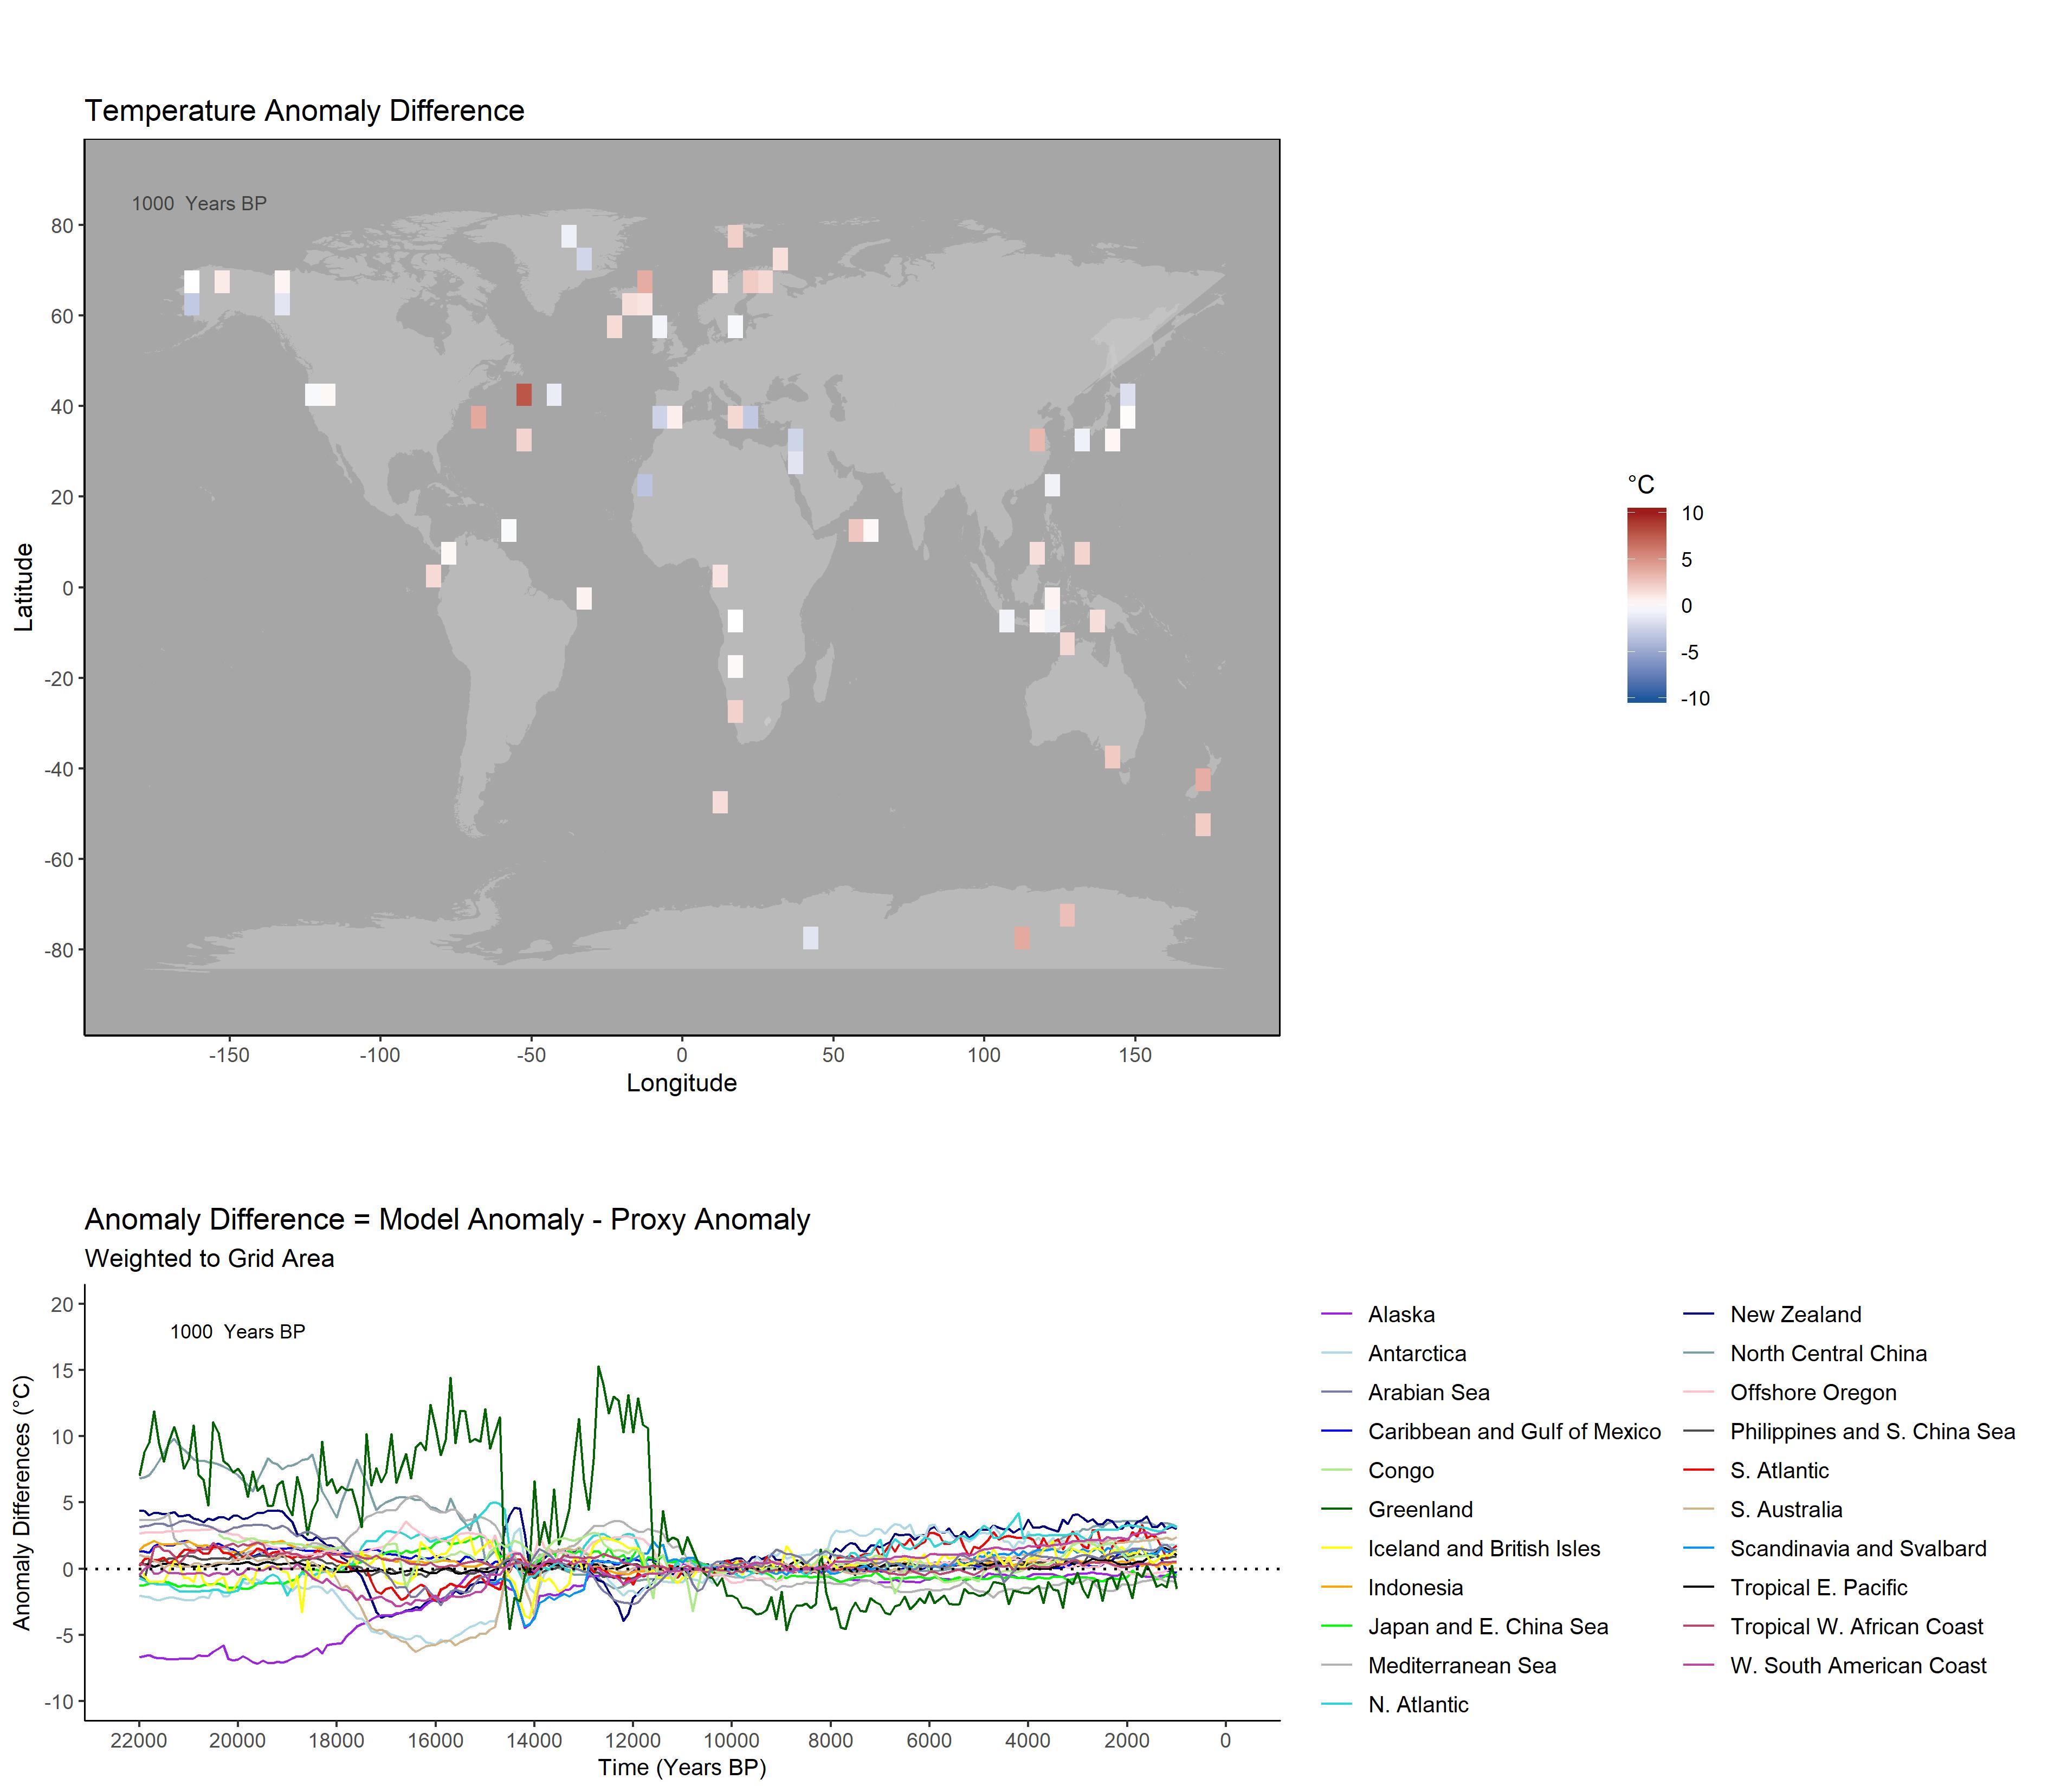 Temperature Anomaly Difference
1000 Years BP
80
60
40
20
0
-20
-40
-60
-80
Latitude
-150 -100 -50 0 50 100 150
Longitude
°C
10
5
0
-5
-10
Anomaly Difference = Model Anomaly - Proxy Anomaly
Weighted to Grid Area
1000 Years BP
20
15
10
5
0
-5
-10
Anomaly Differences (°C)
22000 20000 18000 16000 14000 12000 10000 8000 6000 4000 2000 0
Time (Years BP)
Alaska
Antarctica
Arabian Sea
Caribbean and Gulf of Mexico
Congo
Greenland
Iceland and British Isles
Indonesia
Japan and E. China Sea
Mediterranean Sea
N. Atlantic
New Zealand
North Central China
Offshore Oregon
Philippines and S. China Sea
S. Atlantic
S. Australia
Scandinavia and Svalbard
Tropical E. Pacific
Tropical W. African Coast
W. South American Coast